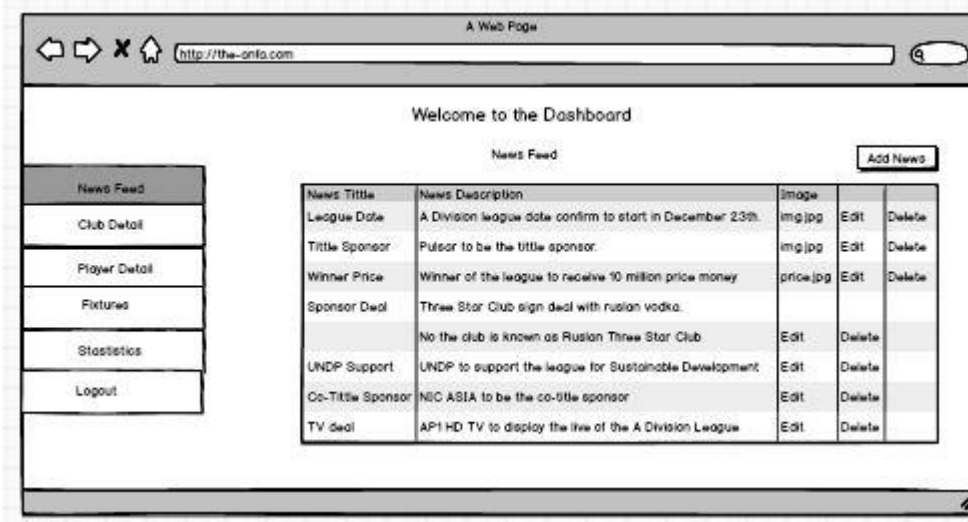 A Web Page
http://the-anfa.com
Welcome to the Dashboard
News Feed
Add News
News Feed
Club Detail
Player Detail
Fixtures
Stastistics
Logout
News Tittle News Description Image
League Date A Division league date confirm to start in December 23th. img.jpg Edit Delete
Tittle Sponsor Pulsar to be the tittle sponsor. img.jpg Edit Delete
Winner Price Winner of the league to receive 10 million price money price.jpg Edit Delete
Sponsor Deal Three Star Club sign deal with ruslan vodka.
No the club is known as Ruslan Three Star Club Edit Delete
UNDP Support UNDP to support the league for Sustainable Development Edit Delete
Co-Tittle Sponsor NIC ASIA to be the co-title sponsor Edit Delete
TV deal AP1 HD TV to display the live of the A Division League Edit Delete